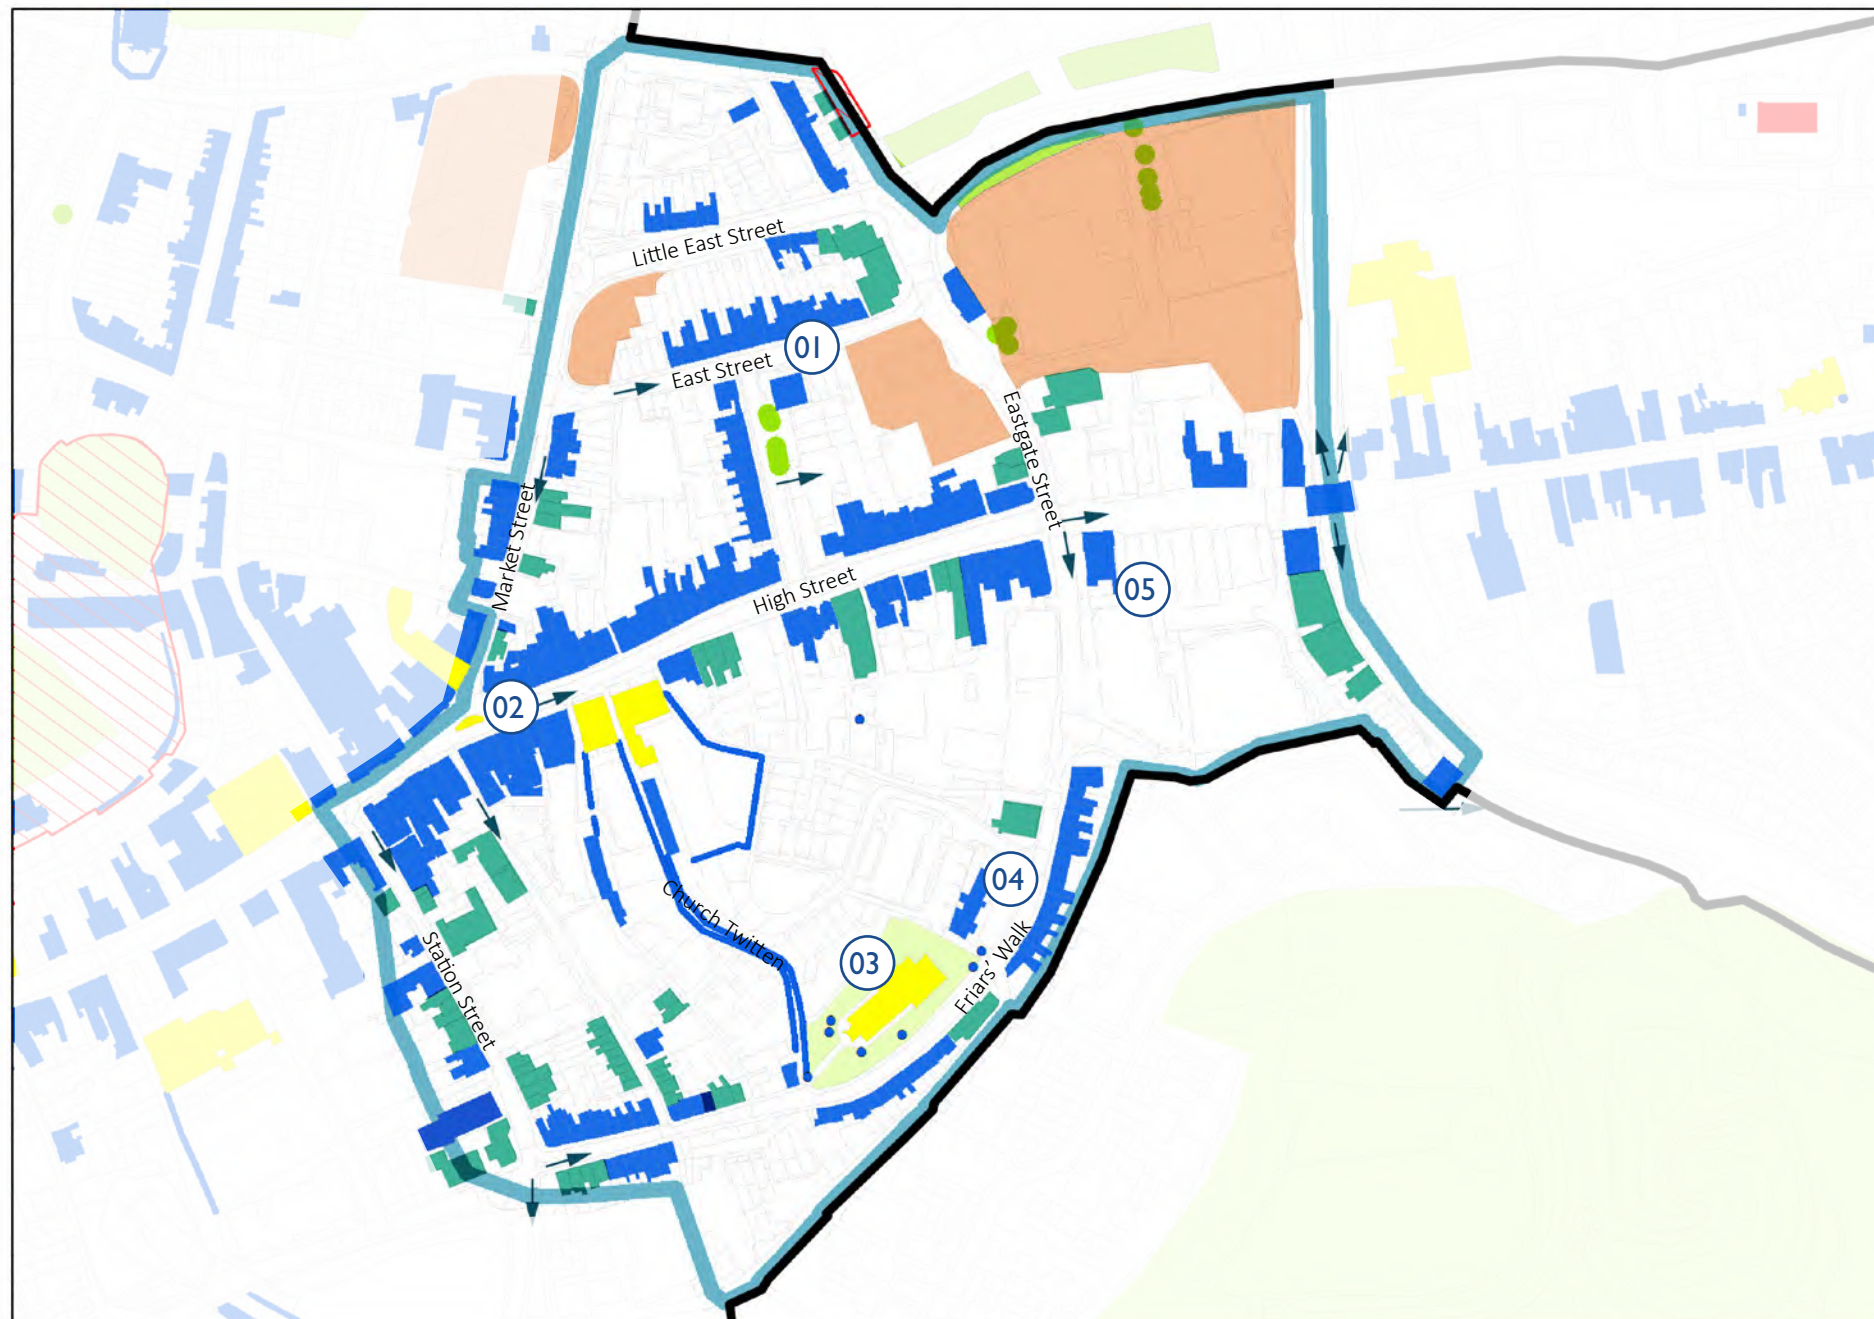 Little East Street
01
East Street
Eastgate Street
Market Street
High Street
05
02
Church Twitten
04
03
Friars' Walk
Station Street